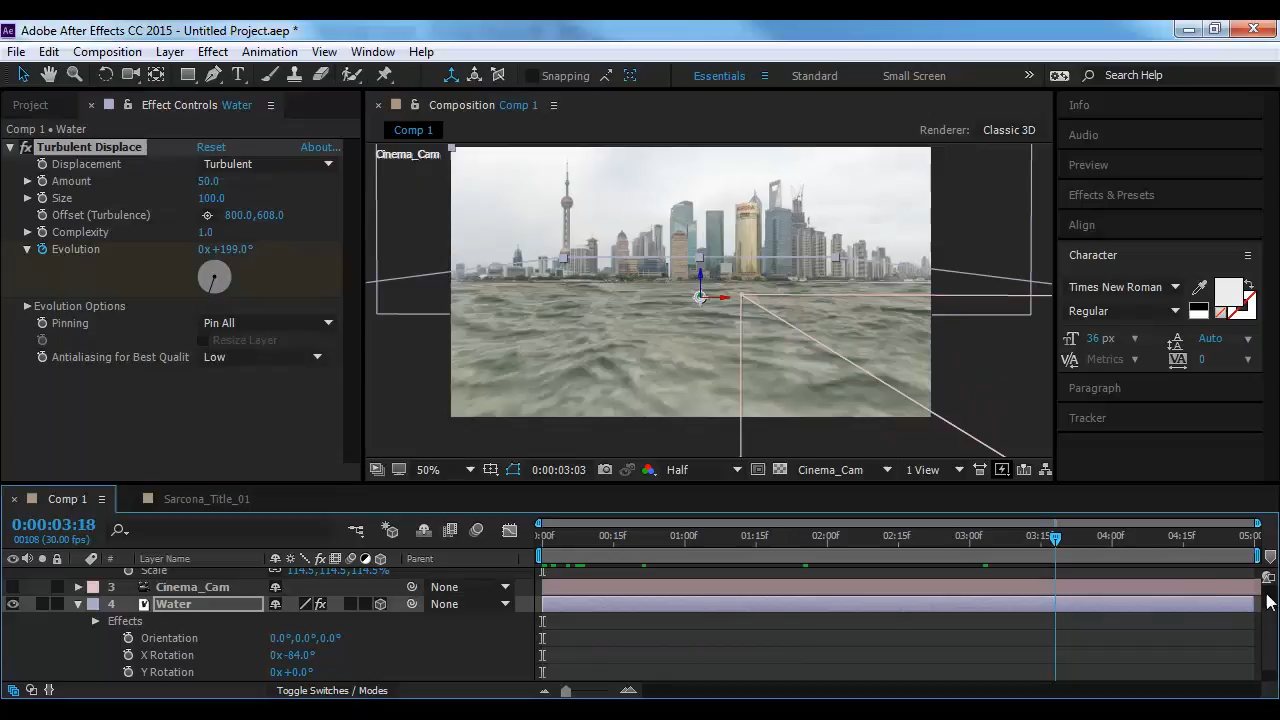 Adobe After Effects CC 2015 - Untitled Project.aep *
File Edit Composition Layer Effect Animation View Window Help
Snapping Essentials Standard Small Screen Search Help
Project Effect Controls Water
Composition Comp 1
Info
Comp 1 • Water
Comp 1
Renderer: Classic 3D
Audio
fx Turbulent Displace Reset About...
Cinema_Cam
Displacement Turbulent
Preview
Amount 50.0
Size 100.0
Effects & Presets
Offset (Turbulence) 800.0,608.0
Align
Complexity 1.0
Evolution 0x+199.0°
Character
Times New Roman
Evolution Options
Regular
Pinning Pin All
Resize Layer
36 px Auto
Antialiasing for Best Qualit Low
Metrics 0
Paragraph
Tracker
50% 0:00:03:03 Half Cinema_Cam 1 View
Comp 1 Sarcona_Title_01
0:00:03:18
00108 (30.00 fps)
:00f 00:15f 01:00f 01:15f 02:00f 02:15f 03:00f 03:15f 04:00f 04:15f 05:00
# Layer Name Parent
Scale 114.5,114.5,114.5%
3 Cinema_Cam None
4 Water fx None
Effects
Orientation 0.0°,0.0°,0.0°
X Rotation 0x-84.0°
Y Rotation 0x+0.0°
Toggle Switches / Modes